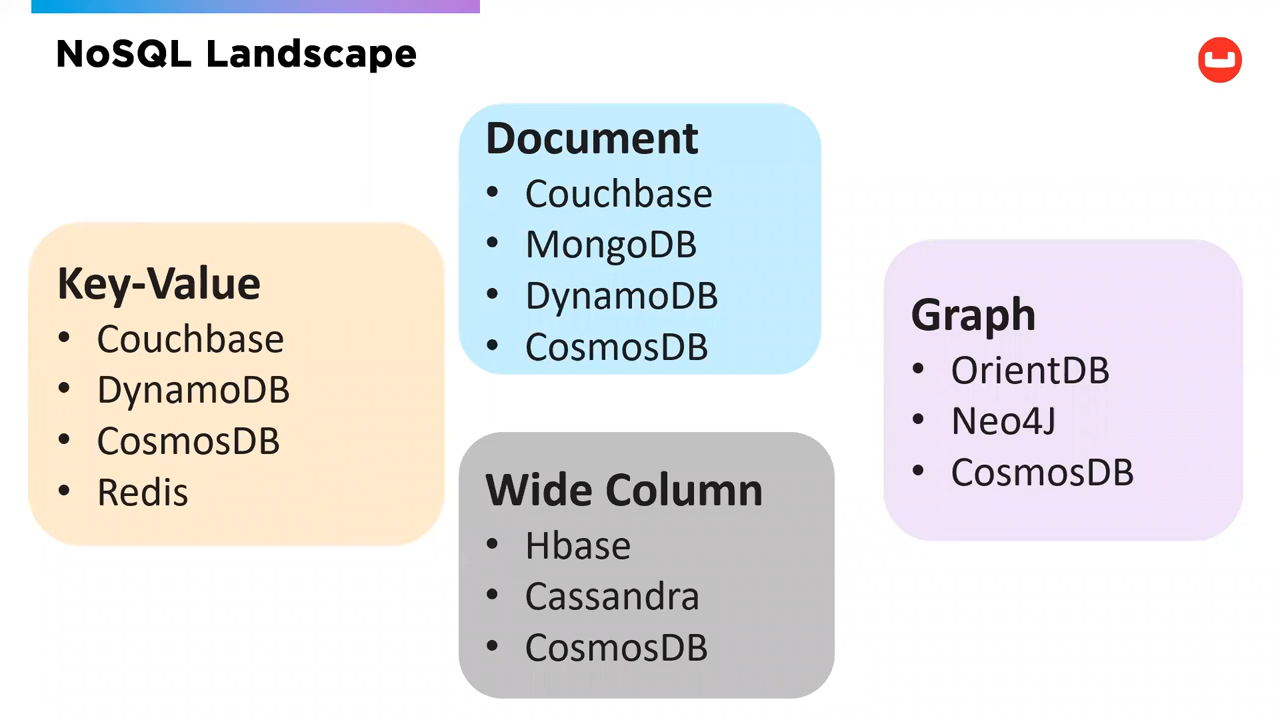 NoSQL Landscape
Key-Value
• Couchbase
• DynamoDB
• CosmosDB
• Redis
Document
• Couchbase
• MongoDB
• DynamoDB
• CosmosDB
Wide Column
• Hbase
• Cassandra
• CosmosDB
Graph
• OrientDB
• Neo4J
• CosmosDB